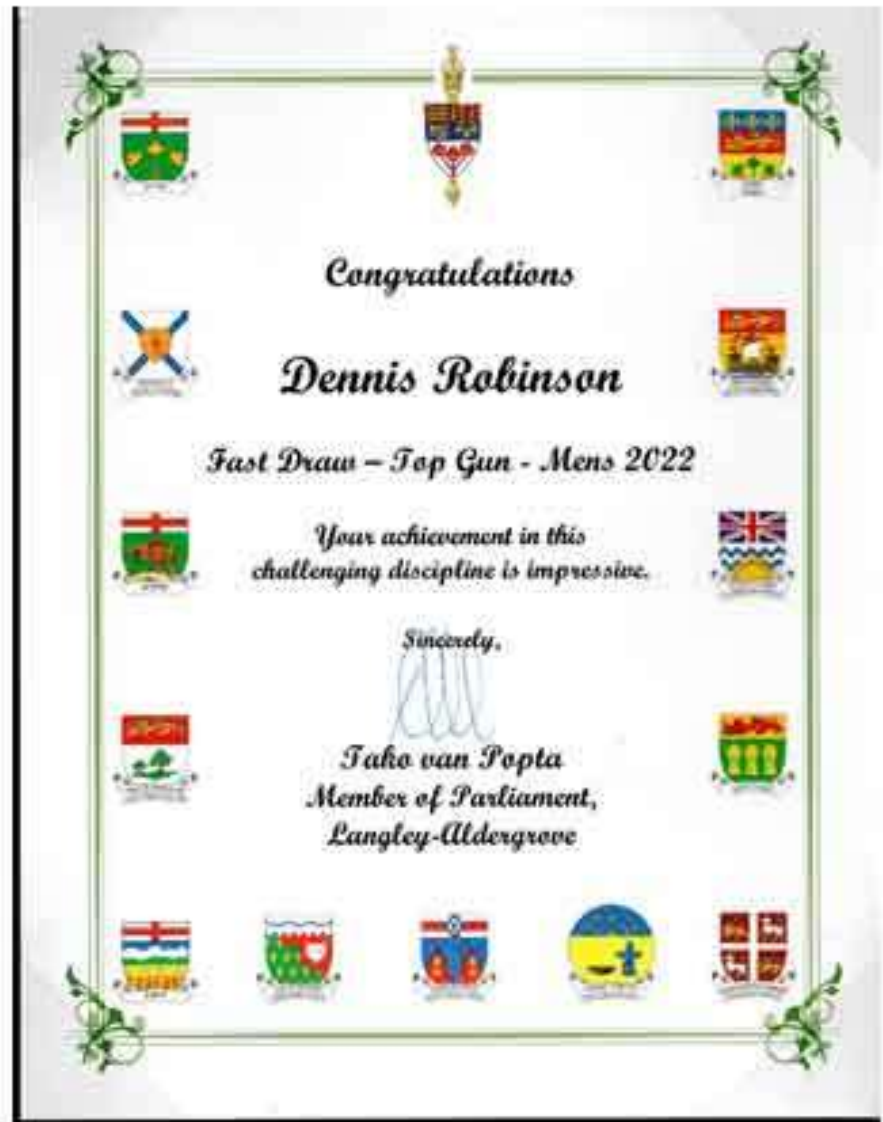 Congratulations
Dennis Robinson
Fast Draw – Top Gun - Mens 2022
Your achievement in this
challenging discipline is impressive.
Sincerely,
Tako van Popta
Member of Parliament,
Langley-Aldergrove